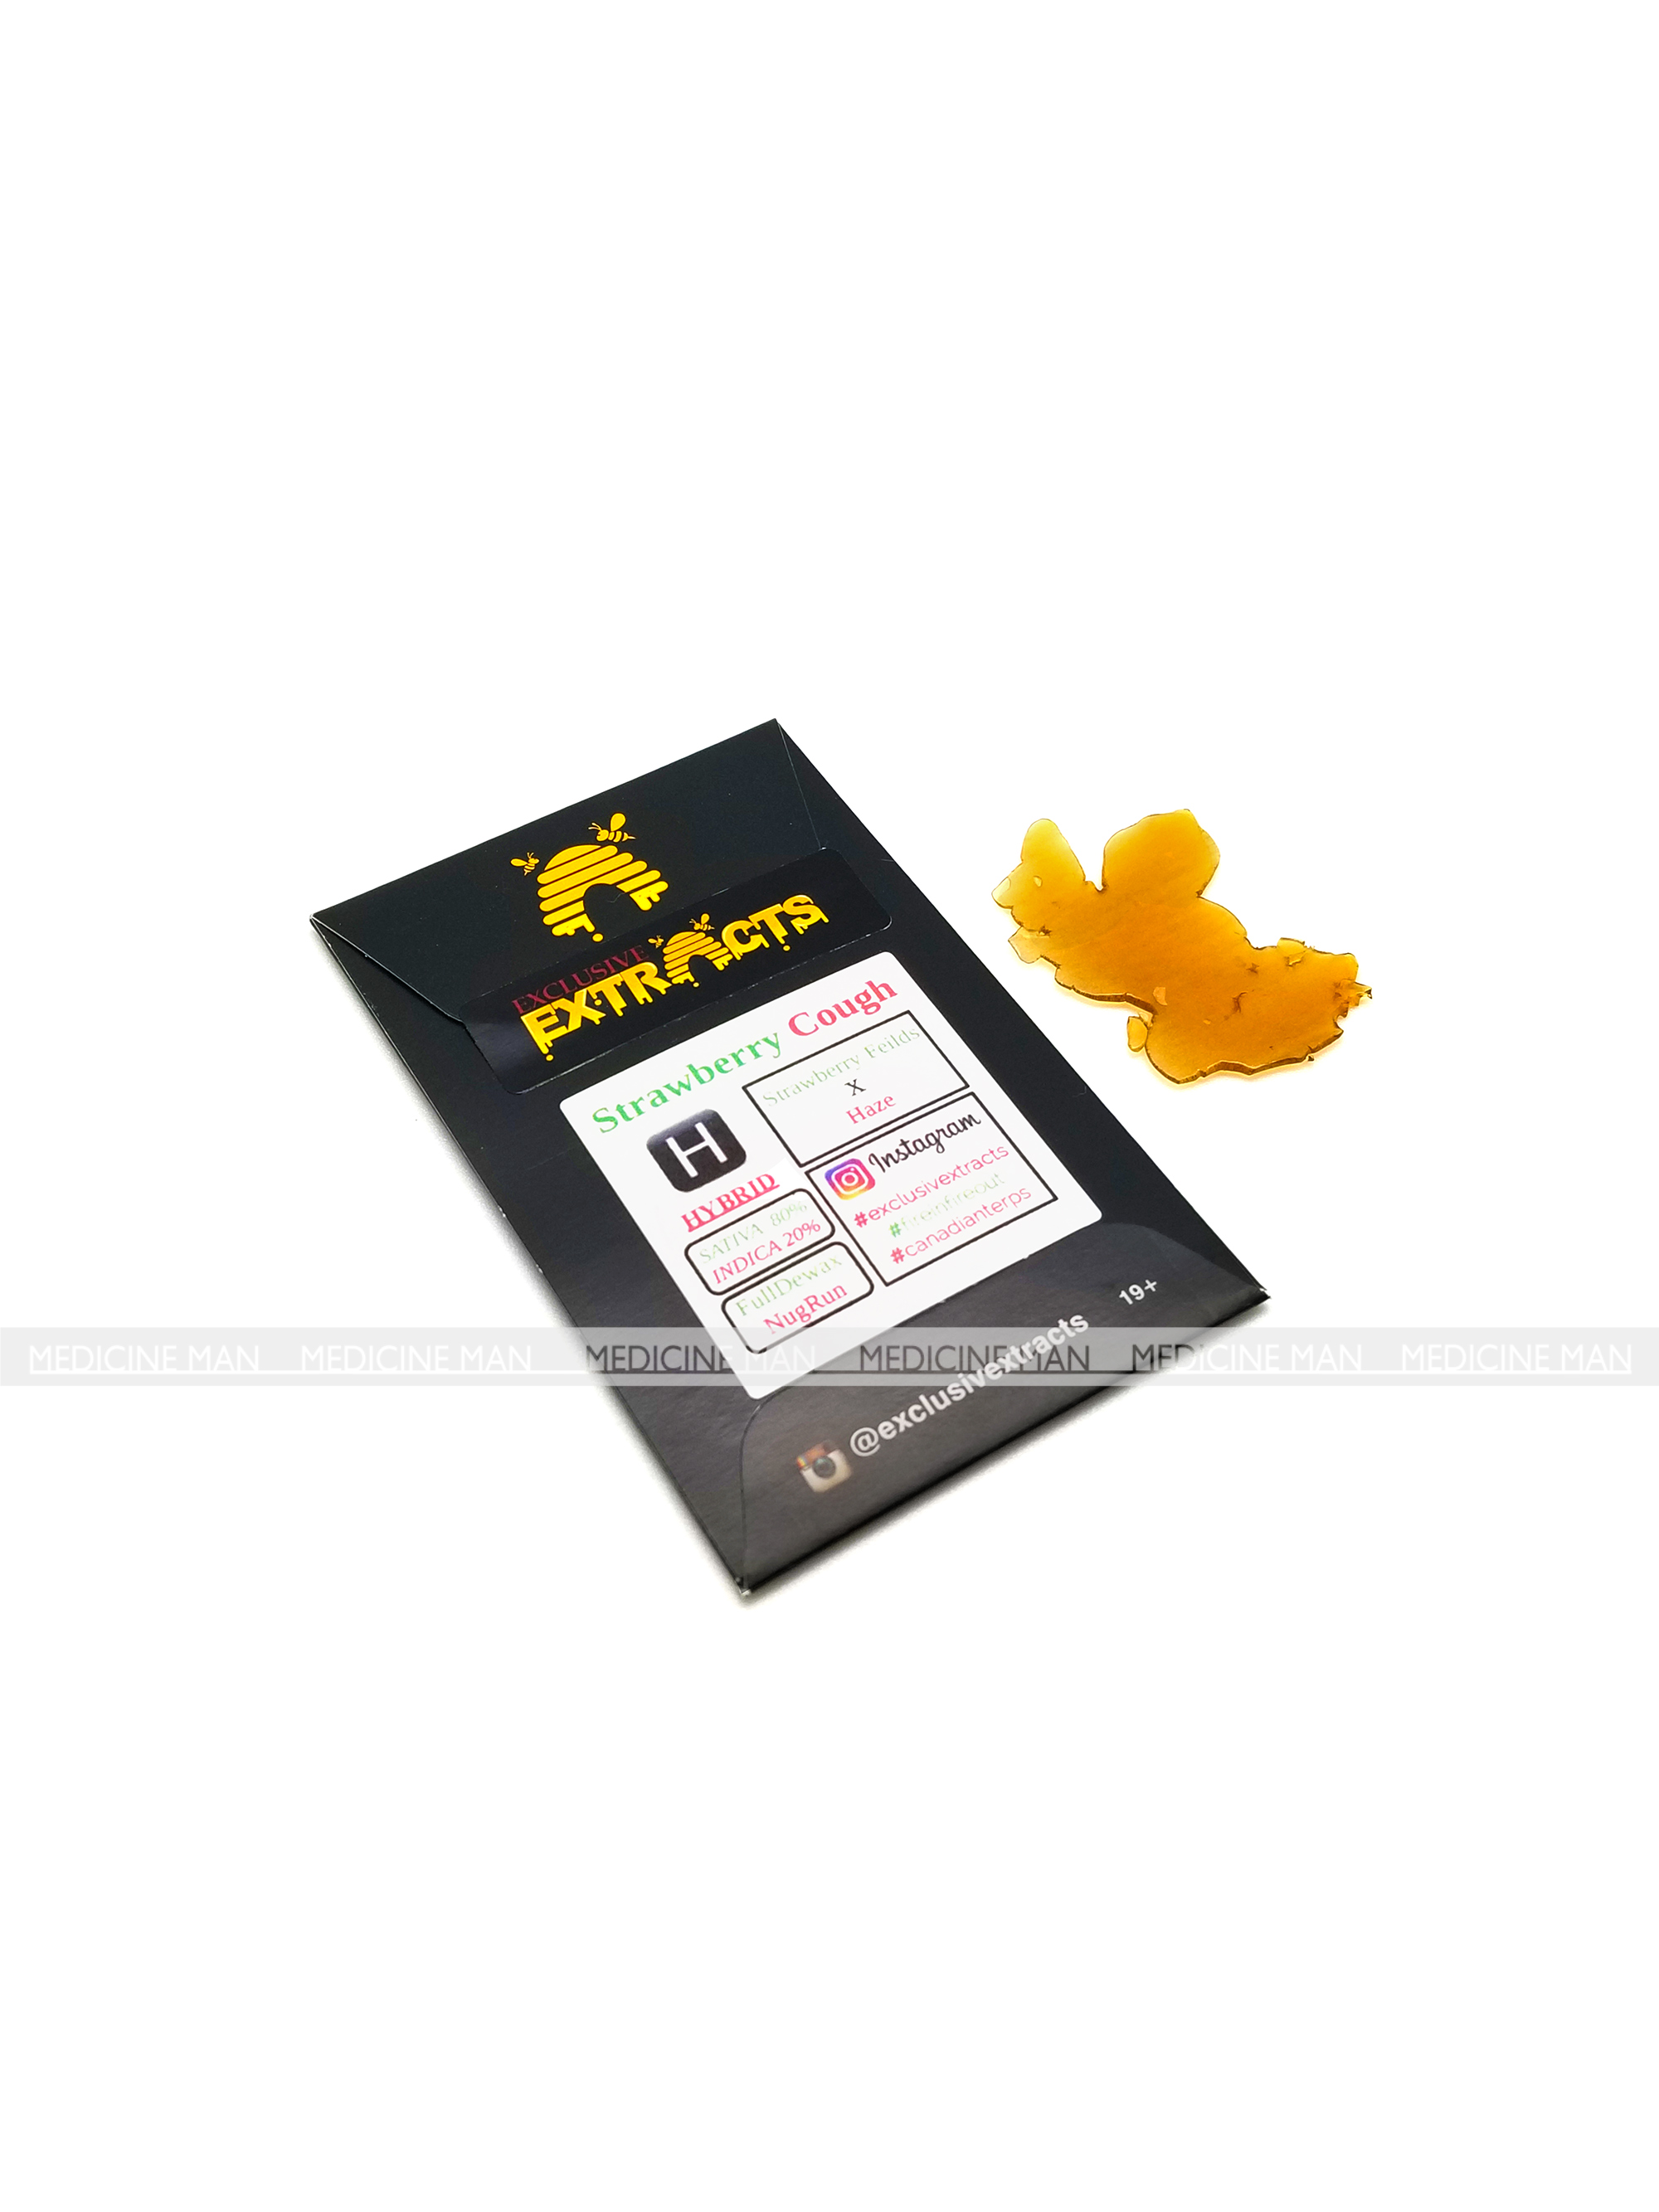 EXCLUSIVE
EXTRACTS
Strawberry Cough
H
HYBRID
SATIVA 80%
INDICA 20%
FullDewax
NugRun
Strawberry Feilds
X
Haze
Instagram
#exclusivextracts
#fireinfireout
#canadianterps
@exclusivextracts
19+
MEDICINE MAN MEDICINE MAN MEDICINE MAN MEDICINE MAN MEDICINE MAN MEDICINE MAN